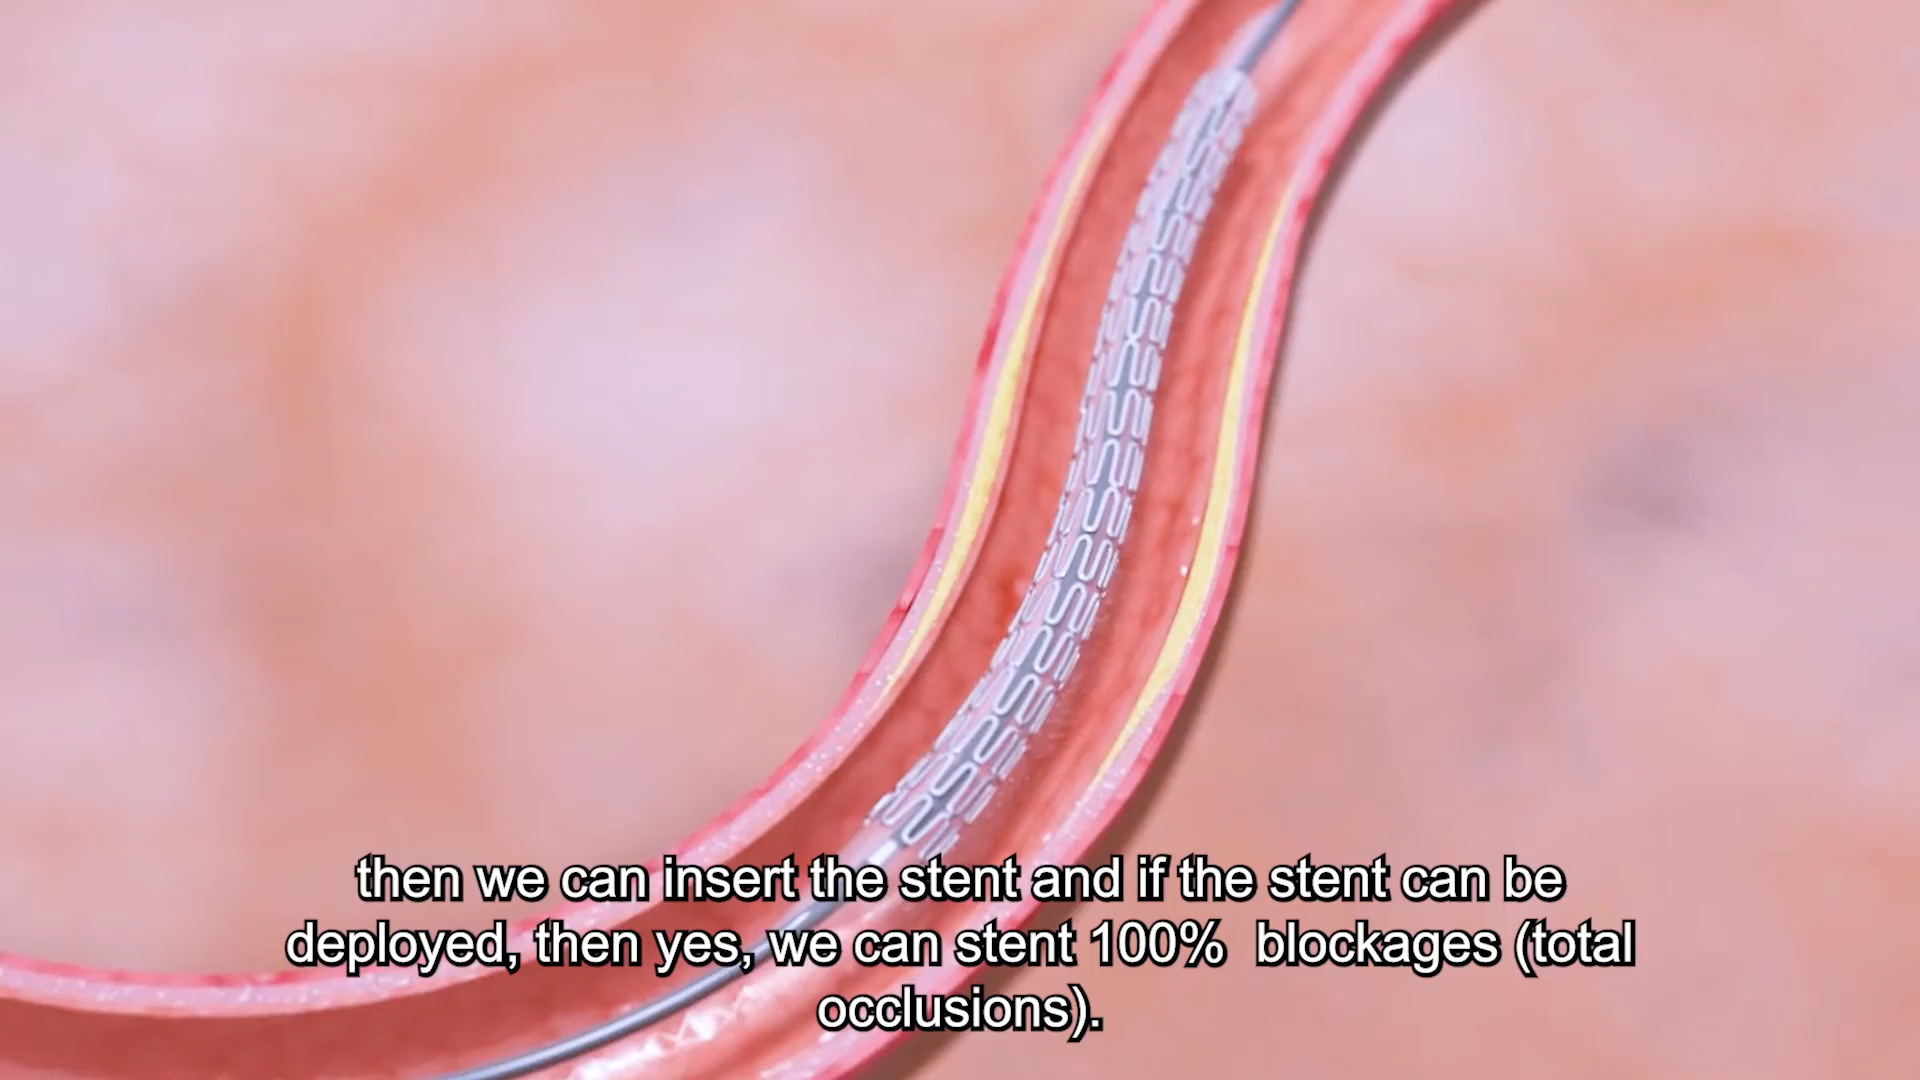 then we can insert the stent and if the stent can be
deployed, then yes, we can stent 100%  blockages (total
occlusions).